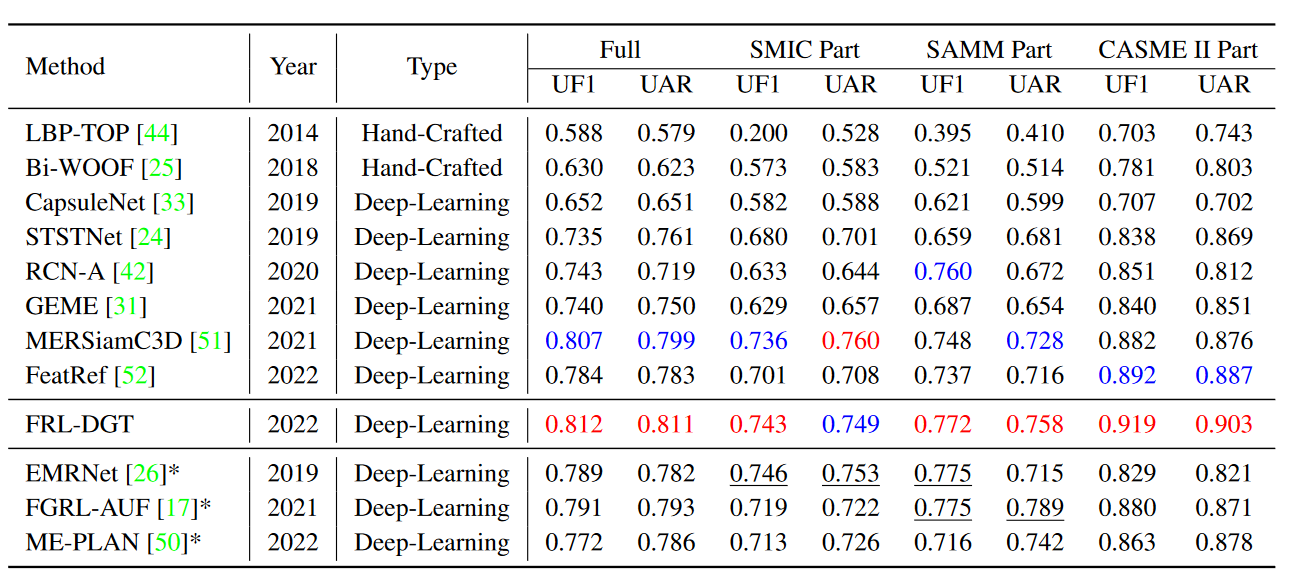 Method Year Type Full SMIC Part SAMM Part CASME II Part
UF1 UAR UF1 UAR UF1 UAR UF1 UAR
LBP-TOP [44] 2014 Hand-Crafted 0.588 0.579 0.200 0.528 0.395 0.410 0.703 0.743
Bi-WOOF [25] 2018 Hand-Crafted 0.630 0.623 0.573 0.583 0.521 0.514 0.781 0.803
CapsuleNet [33] 2019 Deep-Learning 0.652 0.651 0.582 0.588 0.621 0.599 0.707 0.702
STSTNet [24] 2019 Deep-Learning 0.735 0.761 0.680 0.701 0.659 0.681 0.838 0.869
RCN-A [42] 2020 Deep-Learning 0.743 0.719 0.633 0.644 0.760 0.672 0.851 0.812
GEME [31] 2021 Deep-Learning 0.740 0.750 0.629 0.657 0.687 0.654 0.840 0.851
MERSiamC3D [51] 2021 Deep-Learning 0.807 0.799 0.736 0.760 0.748 0.728 0.882 0.876
FeatRef [52] 2022 Deep-Learning 0.784 0.783 0.701 0.708 0.737 0.716 0.892 0.887
FRL-DGT 2022 Deep-Learning 0.812 0.811 0.743 0.749 0.772 0.758 0.919 0.903
EMRNet [26]* 2019 Deep-Learning 0.789 0.782 0.746 0.753 0.775 0.715 0.829 0.821
FGRL-AUF [17]* 2021 Deep-Learning 0.791 0.793 0.719 0.722 0.775 0.789 0.880 0.871
ME-PLAN [50]* 2022 Deep-Learning 0.772 0.786 0.713 0.726 0.716 0.742 0.863 0.878